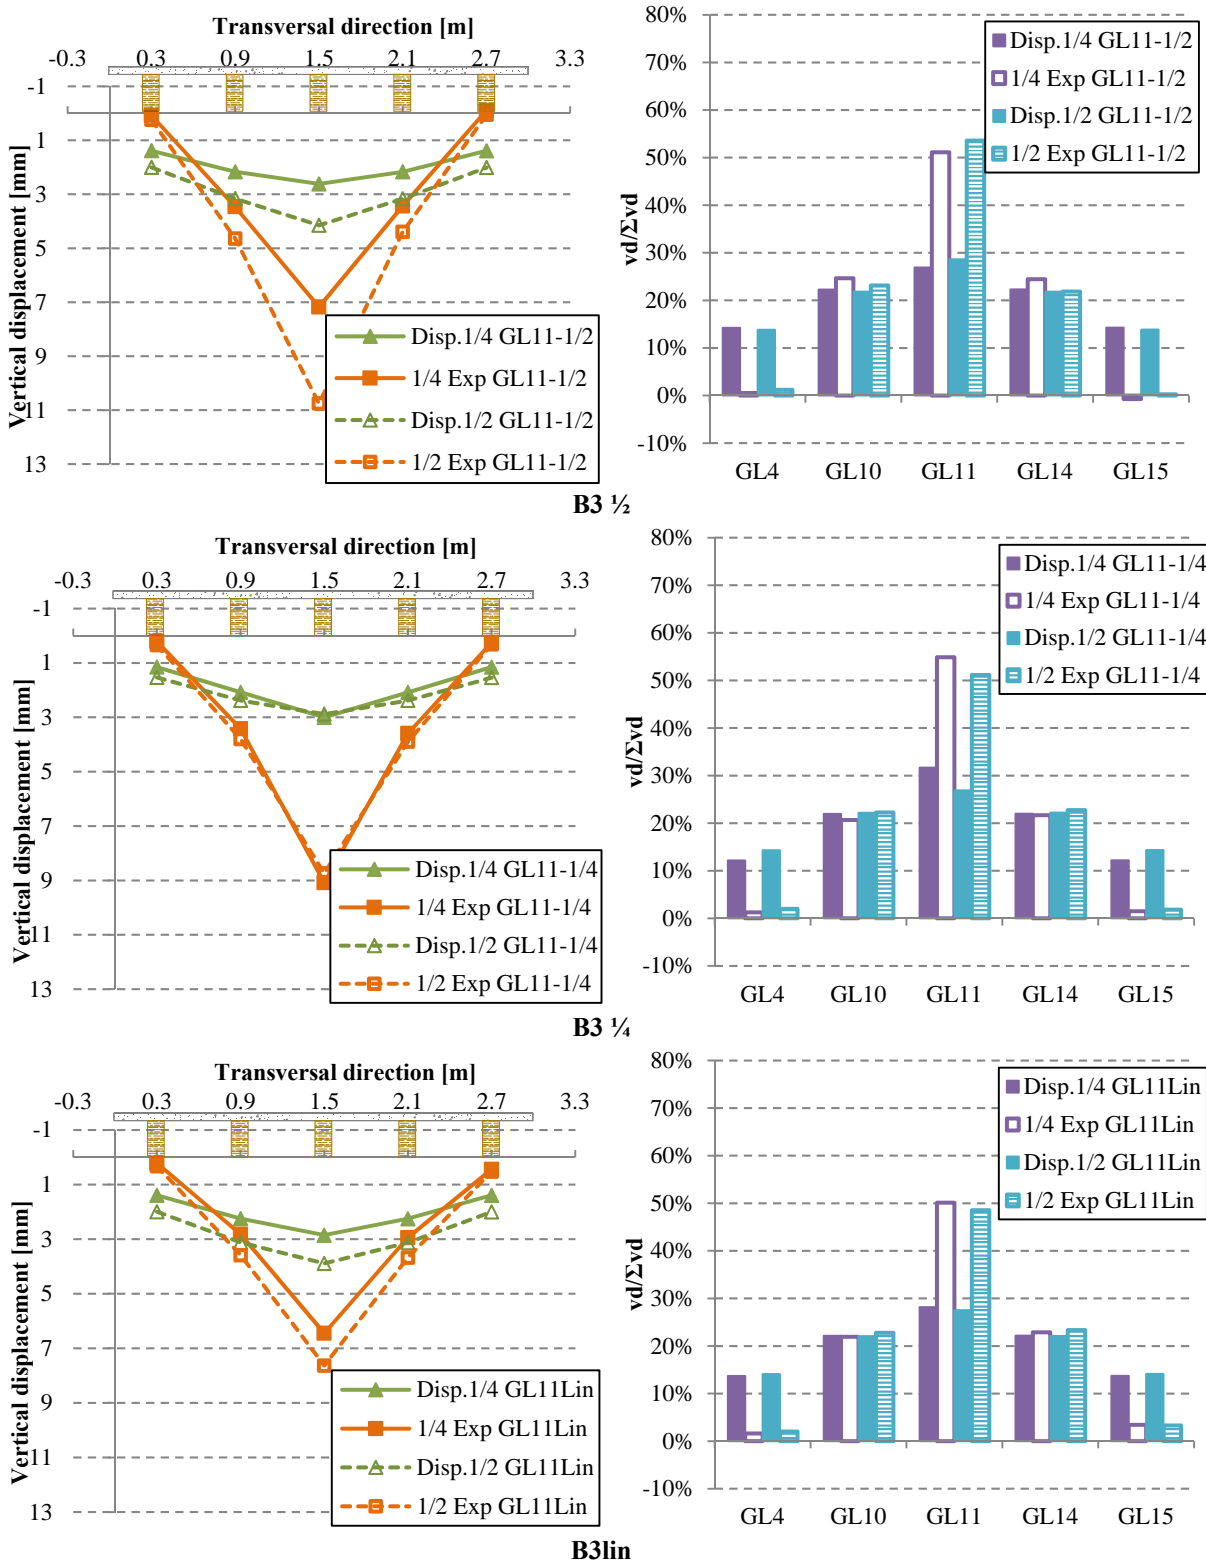 Transversal direction [m]
-0.3 0.3 0.9 1.5 2.1 2.7 3.3
Vertical displacement [mm]
-1
1
3
5
7
9
11
13
Disp.1/4 GL11-1/2
1/4 Exp GL11-1/2
Disp.1/2 GL11-1/2
1/2 Exp GL11-1/2
vd/Σvd
80%
70%
60%
50%
40%
30%
20%
10%
0%
-10%
Disp.1/4 GL11-1/2
1/4 Exp GL11-1/2
Disp.1/2 GL11-1/2
1/2 Exp GL11-1/2
GL4 GL10 GL11 GL14 GL15
B3 ½
Transversal direction [m]
-0.3 0.3 0.9 1.5 2.1 2.7 3.3
Vertical displacement [mm]
-1
1
3
5
7
9
11
13
Disp.1/4 GL11-1/4
1/4 Exp GL11-1/4
Disp.1/2 GL11-1/4
1/2 Exp GL11-1/4
vd/Σvd
80%
70%
60%
50%
40%
30%
20%
10%
0%
-10%
Disp.1/4 GL11-1/4
1/4 Exp GL11-1/4
Disp.1/2 GL11-1/4
1/2 Exp GL11-1/4
GL4 GL10 GL11 GL14 GL15
B3 ¼
Transversal direction [m]
-0.3 0.3 0.9 1.5 2.1 2.7 3.3
Vertical displacement [mm]
-1
1
3
5
7
9
11
13
Disp.1/4 GL11Lin
1/4 Exp GL11Lin
Disp.1/2 GL11Lin
1/2 Exp GL11Lin
vd/Σvd
80%
70%
60%
50%
40%
30%
20%
10%
0%
-10%
Disp.1/4 GL11Lin
1/4 Exp GL11Lin
Disp.1/2 GL11Lin
1/2 Exp GL11Lin
GL4 GL10 GL11 GL14 GL15
B3lin